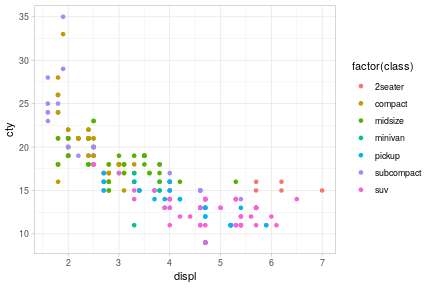 35
30
25
20
15
10
cty
2
3
4
5
6
7
displ
factor(class)
2seater
compact
midsize
minivan
pickup
subcompact
suv